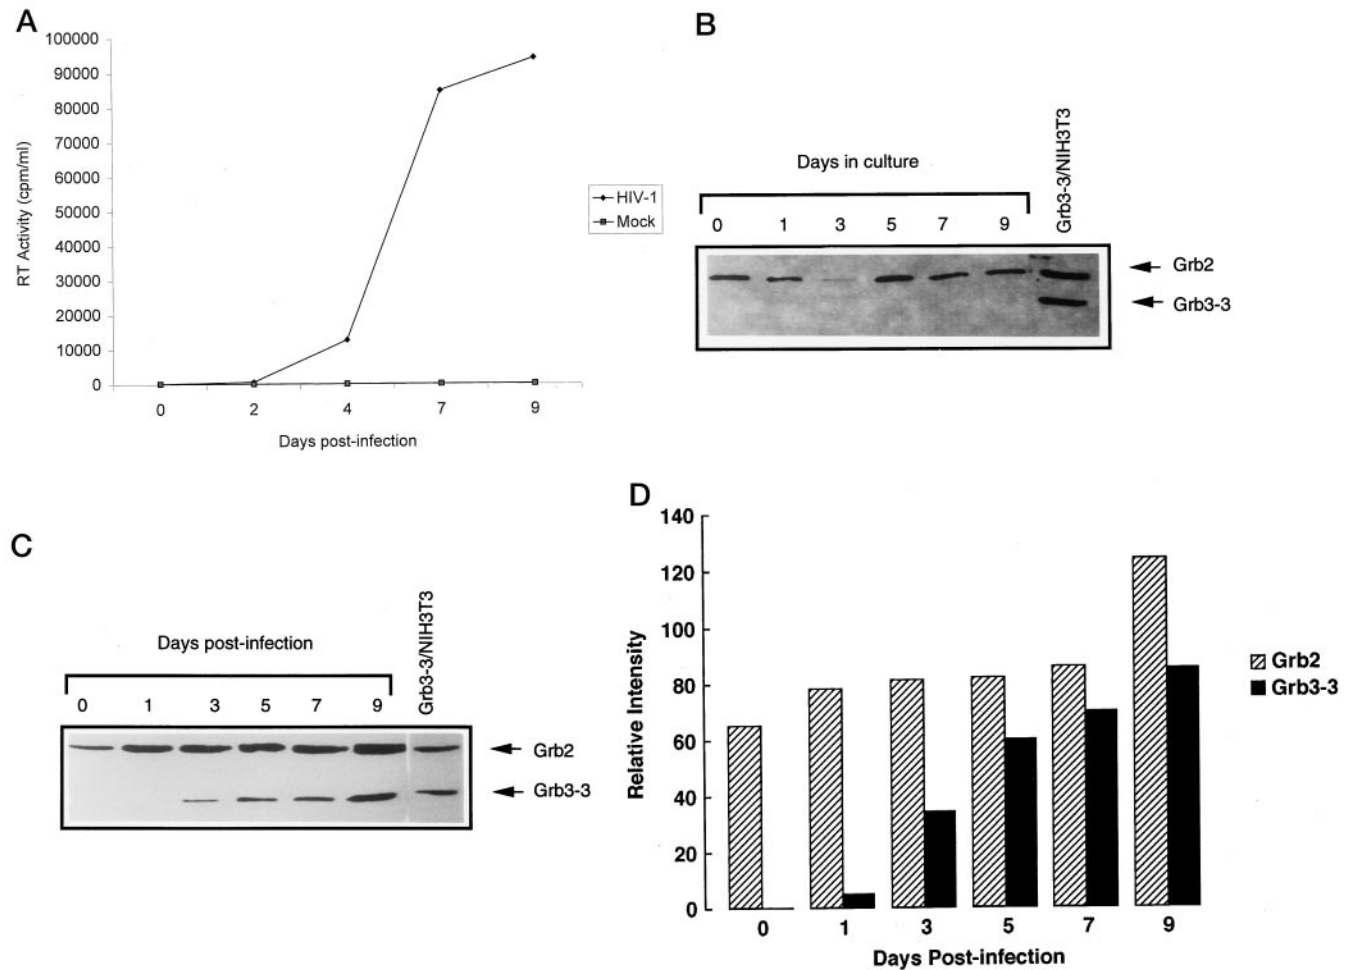 A
100000
90000
80000
70000
60000
50000
40000
30000
20000
10000
0
RT Activity (cpm/ml)
0 2 4 7 9
Days post-infection
HIV-1
Mock
B
Days in culture
0 1 3 5 7 9
Grb3-3/NIH3T3
Grb2
Grb3-3
C
Days post-infection
0 1 3 5 7 9
Grb3-3/NIH3T3
Grb2
Grb3-3
D
140
120
100
80
60
40
20
0
Relative Intensity
0 1 3 5 7 9
Days Post-infection
Grb2
Grb3-3